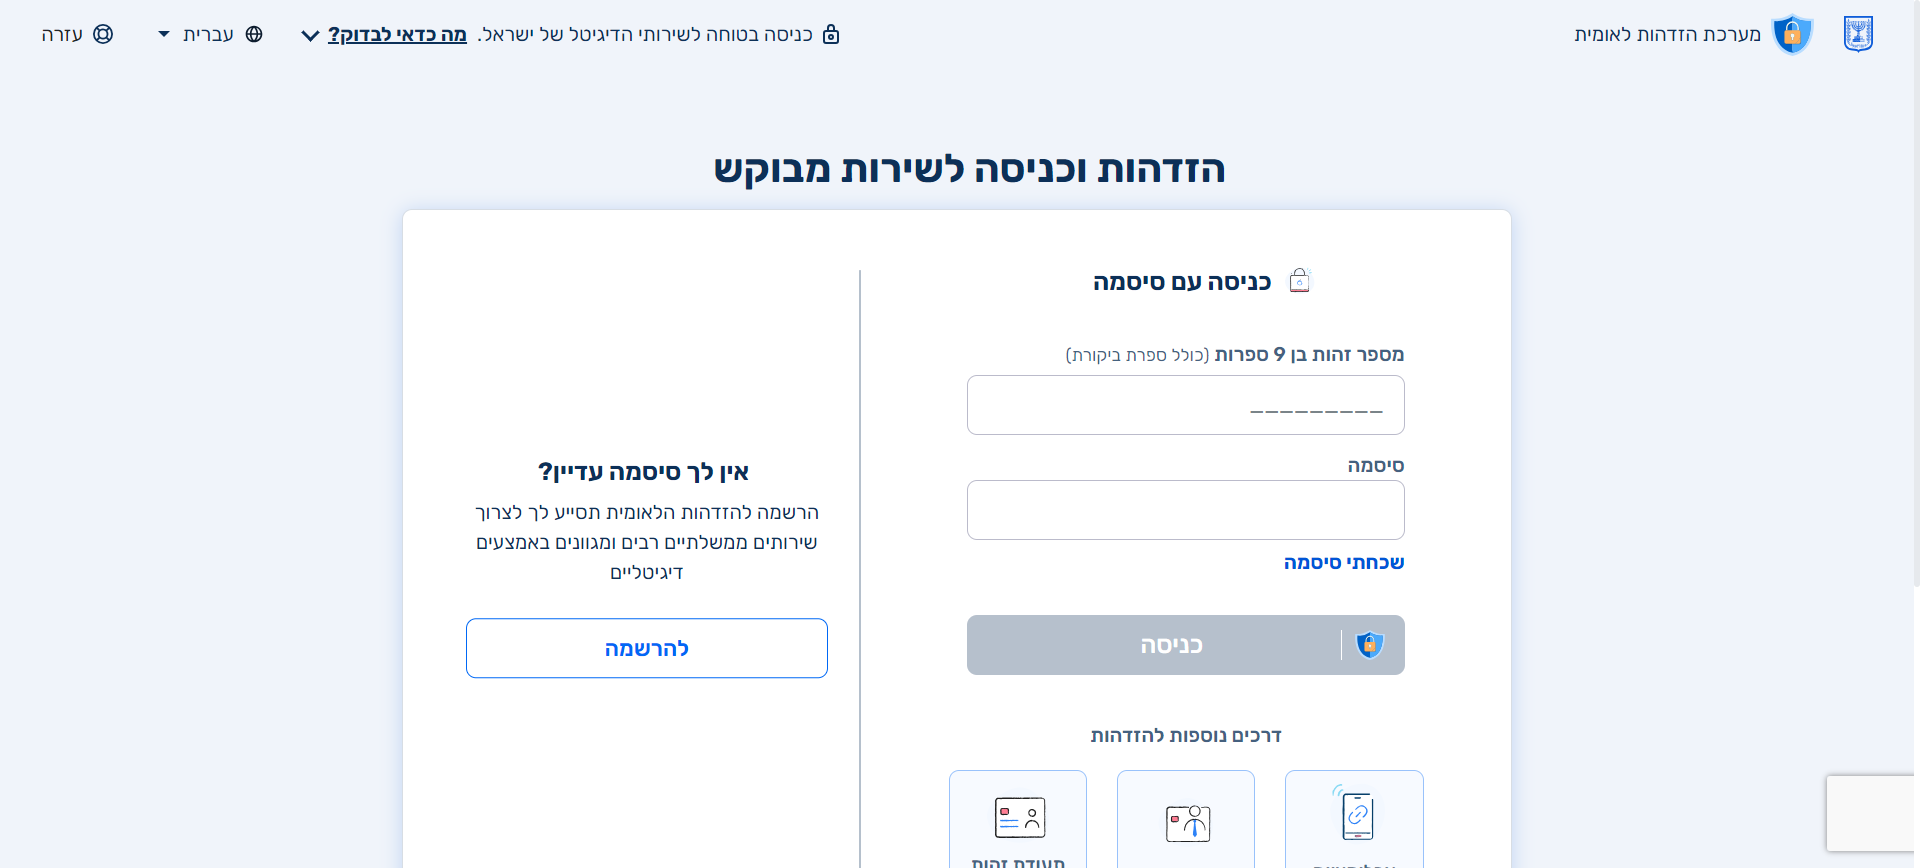 מערכת הזדהות לאומית
כניסה בטוחה לשירותי הדיגיטל של ישראל. מה כדאי לבדוק?
עברית
עזרה
הזדהות וכניסה לשירות מבוקש
כניסה עם סיסמה
מספר זהות בן 9 ספרות (כולל ספרת ביקורת)
_________
סיסמה
שכחתי סיסמה
כניסה
דרכים נוספות להזדהות
תעודת זהות
אין לך סיסמה עדיין?
הרשמה להזדהות הלאומית תסייע לך לצרוך
שירותים ממשלתיים רבים ומגוונים באמצעים
דיגיטליים
להרשמה